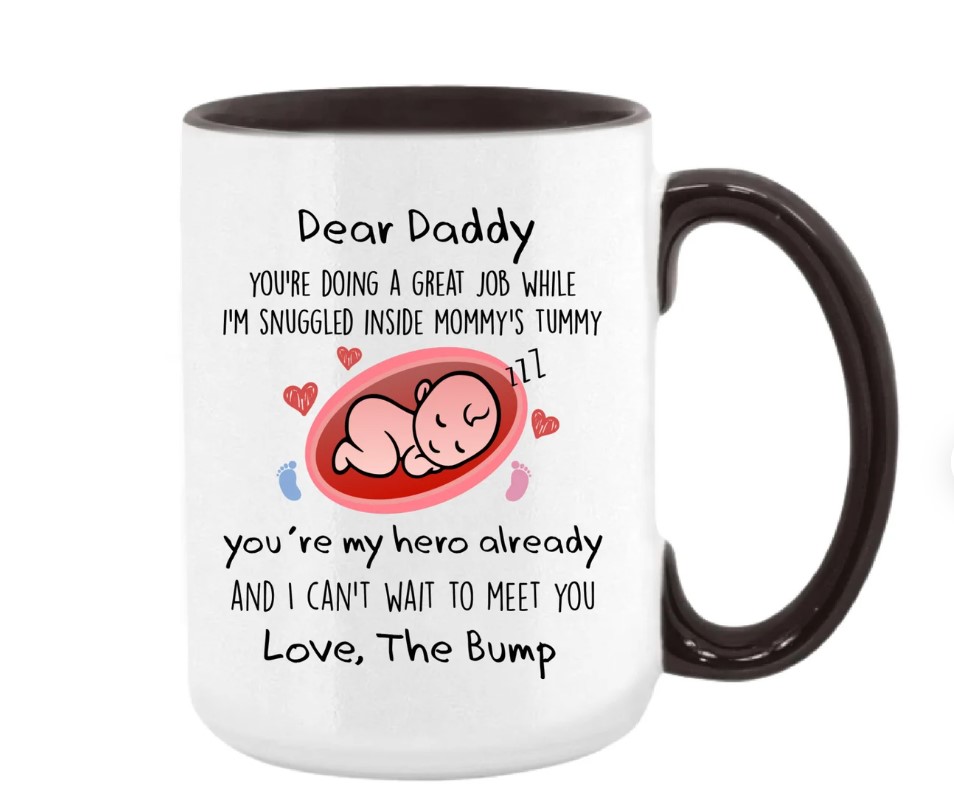 Dear Daddy
YOU'RE DOING A GREAT JOB WHILE
I'M SNUGGLED INSIDE MOMMY'S TUMMY
zzz
you're my hero already
AND I CAN'T WAIT TO MEET YOU
Love, The Bump